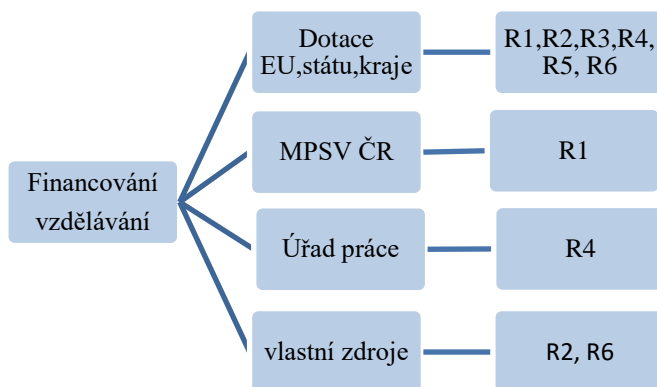 Financování
vzdělávání
Dotace
EU,státu,kraje
R1,R2,R3,R4,
R5, R6
MPSV ČR
R1
Úřad práce
R4
vlastní zdroje
R2, R6